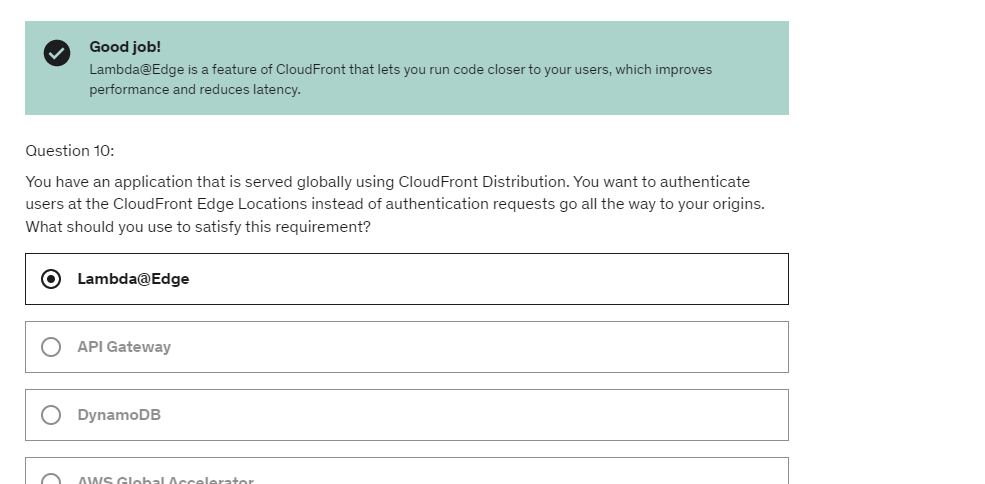 Good job!
Lambda@Edge is a feature of CloudFront that lets you run code closer to your users, which improves
performance and reduces latency.
Question 10:
You have an application that is served globally using CloudFront Distribution. You want to authenticate
users at the CloudFront Edge Locations instead of authentication requests go all the way to your origins.
What should you use to satisfy this requirement?
Lambda@Edge
API Gateway
DynamoDB
AWS Global Accelerator